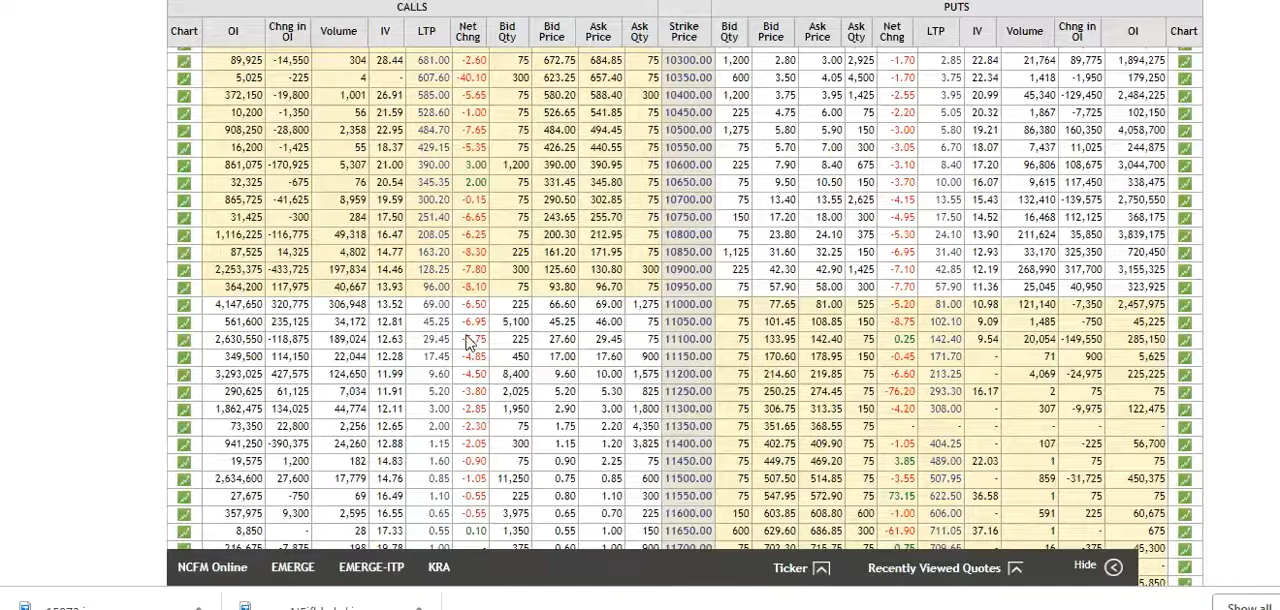 CALLS PUTS
Chart OI Chng in OI Volume IV LTP Net Chng Bid Qty Bid Price Ask Price Ask Qty Strike Price Bid Qty Bid Price Ask Price Ask Qty Net Chng LTP IV Volume Chng in OI OI Chart
89,925 -14,550 304 28.44 681.00 -2.60 75 672.75 684.85 75 10300.00 1,200 2.80 3.00 2,925 -1.70 2.85 22.84 21,764 89,775 1,894,275
5,025 -225 4 - 607.60 -40.10 300 623.25 657.40 300 10350.00 600 3.50 4.05 4,500 -1.75 3.75 22.34 1,418 -1,950 179,250
372,150 -19,800 1,001 26.91 585.00 -5.65 75 580.20 588.40 300 10400.00 1,200 3.75 3.95 1,425 -2.55 3.95 20.99 45,340 -129,450 2,484,225
10,200 -1,350 56 21.59 528.60 -1.00 75 526.65 541.85 75 10450.00 225 4.75 6.00 75 -2.20 5.05 20.32 1,867 -7,725 102,150
908,250 -28,800 2,358 22.95 484.70 -7.65 75 484.00 494.45 75 10500.00 1,275 5.80 5.90 150 -3.00 5.80 19.21 86,380 160,350 4,058,700
16,200 -1,425 55 18.37 429.15 -5.35 75 426.25 440.55 75 10550.00 75 5.70 7.00 300 -3.05 6.70 18.07 7,437 11,025 244,875
861,075 -170,925 5,307 21.00 390.00 3.00 1,200 390.00 390.95 75 10600.00 225 7.90 8.40 675 -3.10 8.40 17.20 96,806 108,675 3,044,700
32,325 -675 76 20.54 345.35 2.00 75 331.45 345.80 75 10650.00 75 9.50 10.50 150 -3.70 10.00 16.07 9,615 117,450 338,475
865,725 -41,625 8,959 19.59 300.20 -0.15 75 290.50 302.85 75 10700.00 75 13.40 13.55 2,625 -4.15 13.55 15.43 132,410 -139,575 2,750,550
31,425 -300 284 17.50 251.40 -6.65 75 243.65 255.70 75 10750.00 150 17.20 18.00 300 -4.95 17.50 14.52 16,468 112,125 368,175
1,116,225 -116,775 49,318 16.47 208.05 -6.25 75 200.30 212.95 75 10800.00 75 23.80 24.10 375 -5.30 24.10 13.90 211,624 35,850 3,839,175
87,525 14,325 4,802 14.77 163.20 -8.30 225 161.20 171.95 75 10850.00 1,125 31.60 32.25 150 -6.95 31.40 12.93 33,170 325,350 720,450
2,253,375 -433,725 197,834 14.46 128.25 -7.80 300 125.60 130.80 300 10900.00 225 42.30 42.90 1,425 -7.10 42.85 12.19 268,990 317,700 3,155,325
364,200 117,975 40,667 13.93 96.00 -8.10 75 93.80 96.70 75 10950.00 75 57.90 58.00 300 -7.70 57.90 11.36 25,045 40,950 323,925
4,147,650 320,775 306,948 13.52 69.00 -6.50 225 66.60 69.00 1,275 11000.00 75 77.65 81.00 525 -5.20 81.00 10.98 121,140 -7,350 2,457,975
561,600 235,125 34,172 12.81 45.25 -6.95 5,100 45.25 46.00 75 11050.00 75 101.45 108.85 150 -8.75 102.10 9.09 1,485 -750 45,225
2,630,550 -118,875 189,024 12.63 29.45 75 225 27.60 29.45 75 11100.00 75 133.95 142.40 75 0.25 142.40 9.54 20,054 -149,550 285,150
349,500 114,150 22,044 12.28 17.45 -4.85 450 17.00 17.60 900 11150.00 75 170.60 178.95 150 -0.45 171.70 - 71 900 5,625
3,293,025 427,575 124,650 11.99 9.60 -4.50 8,400 9.60 10.00 1,575 11200.00 75 214.60 219.85 75 -6.60 213.25 - 4,069 -24,975 225,225
290,625 61,125 7,034 11.91 5.20 -3.80 2,025 5.20 5.30 825 11250.00 75 250.25 274.45 75 -76.20 293.30 16.17 2 75 75
1,862,475 134,025 44,774 12.11 3.00 -2.85 1,950 2.90 3.00 1,800 11300.00 75 306.75 313.35 150 -4.20 308.00 - 307 -9,975 122,475
73,350 22,800 2,256 12.65 2.00 -2.30 75 1.75 2.20 4,350 11350.00 75 351.65 368.55 75 - - - - - -
941,250 -390,375 24,260 12.88 1.15 -2.05 300 1.15 1.20 3,825 11400.00 75 402.75 409.90 75 -1.05 404.25 - 107 -225 56,700
19,575 1,200 182 14.83 1.60 -0.90 75 0.90 2.25 75 11450.00 75 449.75 469.20 75 3.85 489.00 22.03 1 75 75
2,634,600 27,600 17,779 14.76 0.85 -1.05 11,250 0.75 0.85 600 11500.00 75 507.50 514.85 75 -3.55 507.95 - 859 -31,725 450,375
27,675 -750 69 16.49 1.10 -0.55 225 0.80 1.10 300 11550.00 75 547.95 572.90 75 73.15 622.50 36.58 1 75 75
357,975 9,300 2,595 16.55 0.65 -0.55 3,975 0.65 0.70 225 11600.00 150 603.85 608.80 600 -1.00 606.00 - 591 225 60,675
8,850 - 28 17.33 0.55 0.10 1,350 0.55 1.00 150 11650.00 600 629.60 686.85 300 -61.90 711.05 37.16 1 - 675
NCFM Online EMERGE EMERGE-ITP KRA Ticker Recently Viewed Quotes Hide
Show all